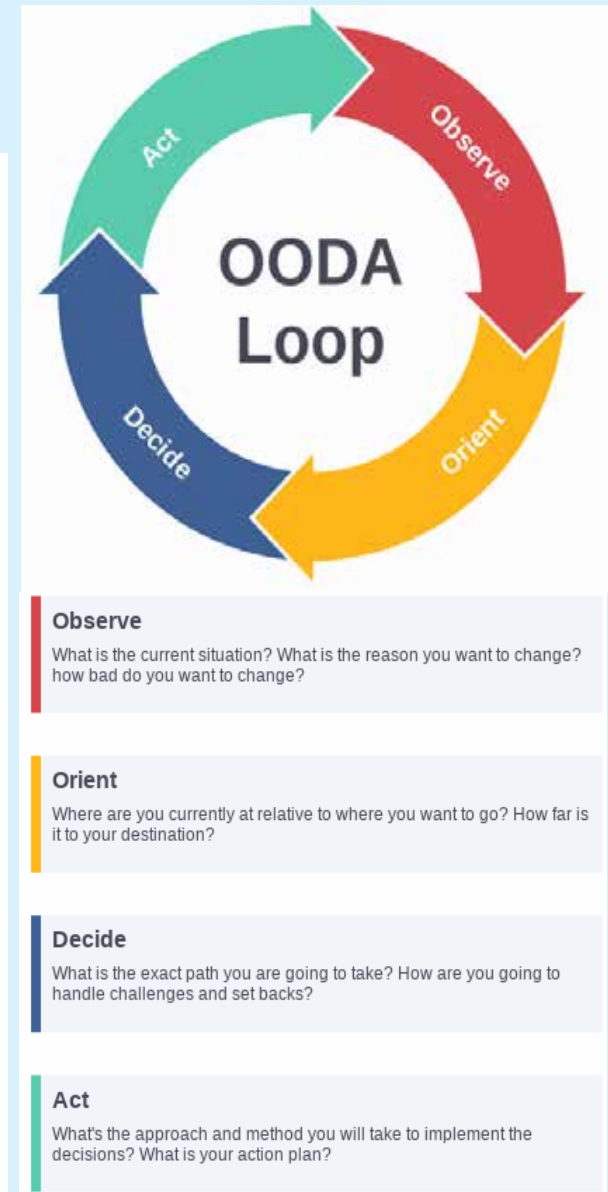 Act
Observe
OODA
Loop
Decide
Orient
Observe
What is the current situation? What is the reason you want to change?
how bad do you want to change?
Orient
Where are you currently at relative to where you want to go? How far is
it to your destination?
Decide
What is the exact path you are going to take? How are you going to
handle challenges and set backs?
Act
What's the approach and method you will take to implement the
decisions? What is your action plan?